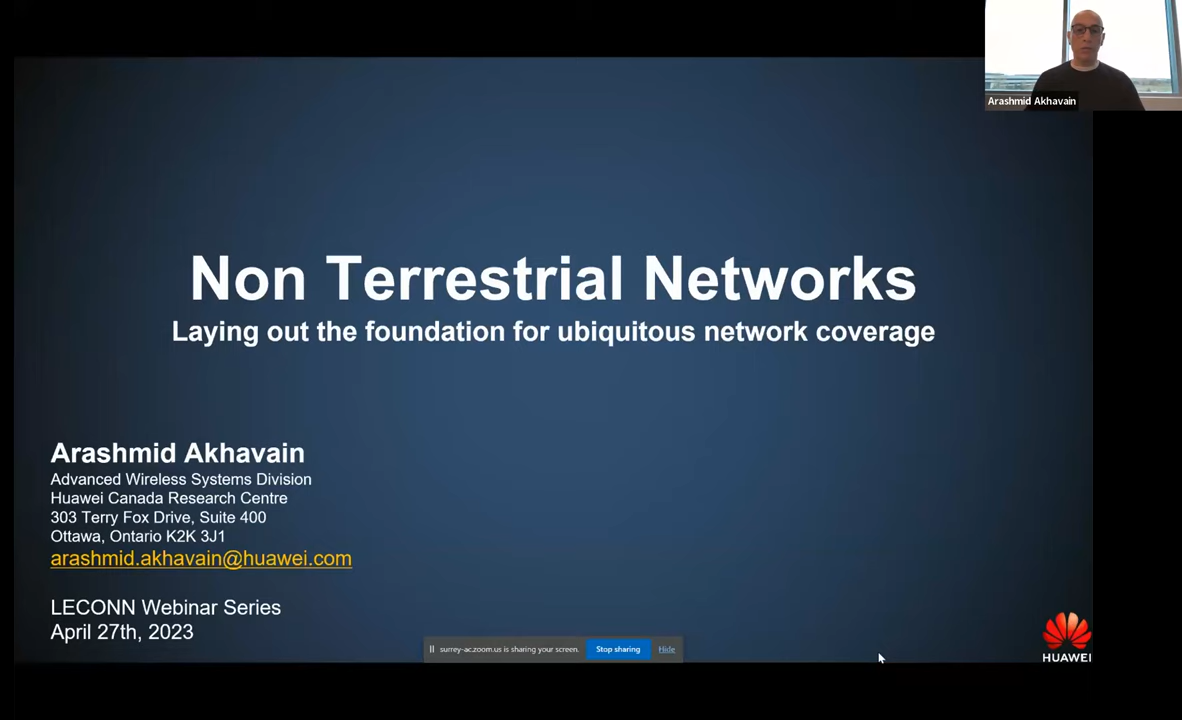 Arashmid Akhavain
Non Terrestrial Networks
Laying out the foundation for ubiquitous network coverage
Arashmid Akhavain
Advanced Wireless Systems Division
Huawei Canada Research Centre
303 Terry Fox Drive, Suite 400
Ottawa, Ontario K2K 3J1
arashmid.akhavain@huawei.com
LECONN Webinar Series
April 27th, 2023
surrey-ac.zoom.us is sharing your screen. Stop sharing Hide
HUAWEI